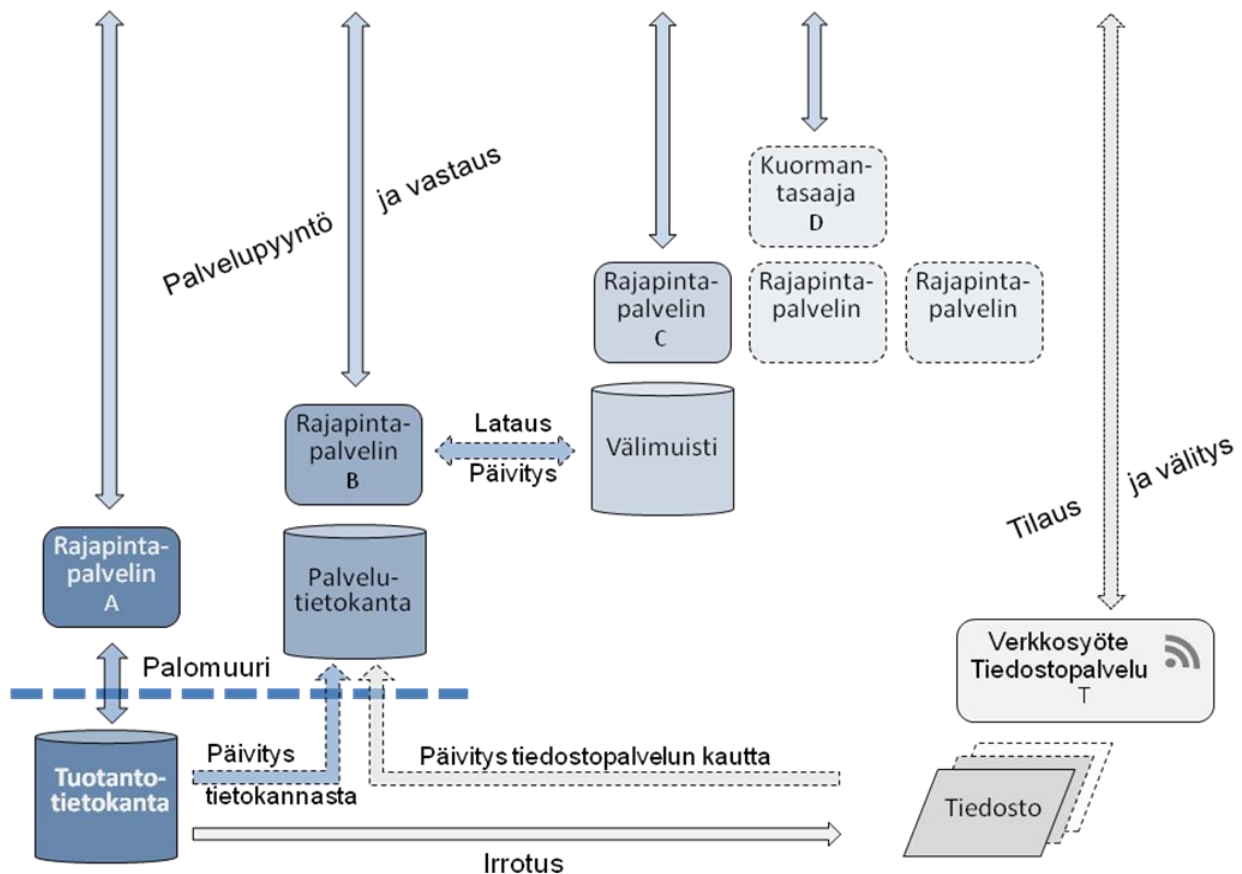 Palvelupyyntö
ja vastaus
Kuorman-
tasaaja
D
Rajapinta-
palvelin
C
Rajapinta-
palvelin
Rajapinta-
palvelin
Rajapinta-
palvelin
B
Lataus
Päivitys
Välimuisti
Tilaus
ja välitys
Rajapinta-
palvelin
A
Palvelu-
tietokanta
Palomuuri
Verkkosyöte
Tiedostopalvelu
T
Tuotanto-
tietokanta
Päivitys
tietokannasta
Päivitys tiedostopalvelun kautta
Tiedosto
Irrotus